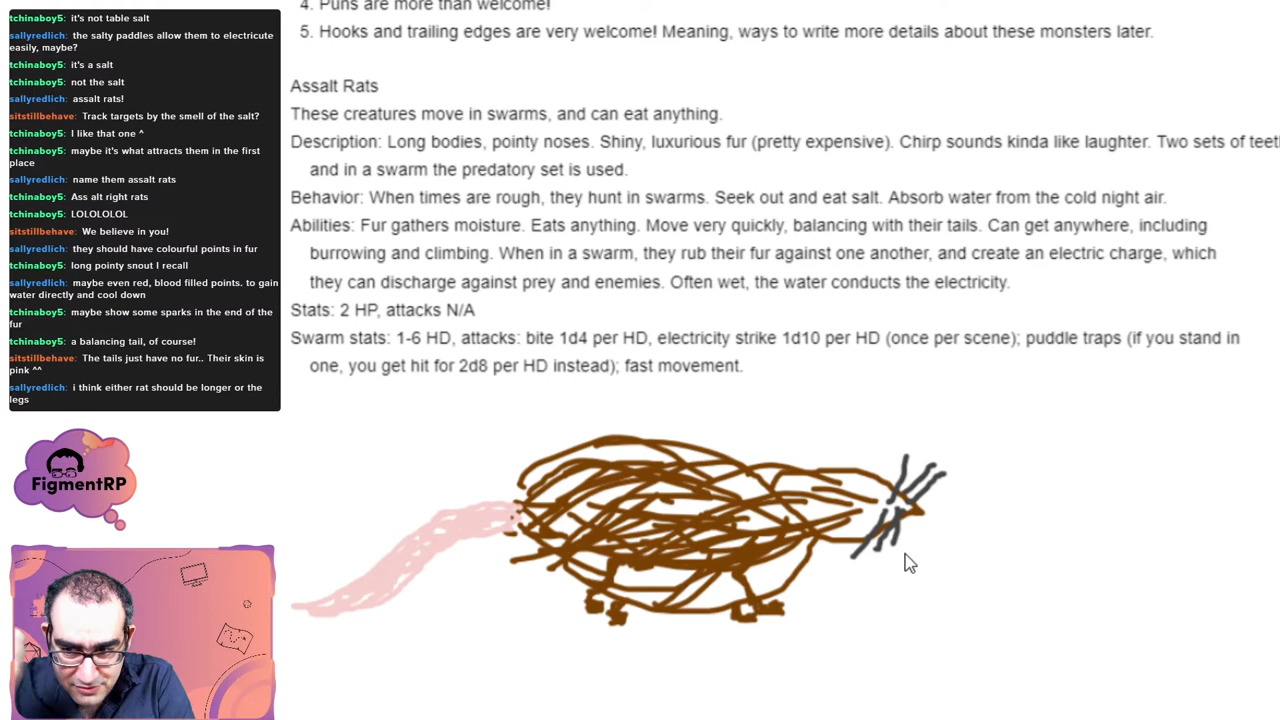 tchinaboy5: it's not table salt
sallyredlich: the salty paddles allow them to electricute
easily, maybe?
tchinaboy5: it's a salt
tchinaboy5: not the salt
sallyredlich: assalt rats!
sitstillbehave: Track targets by the smell of the salt?
tchinaboy5: I like that one ^
tchinaboy5: maybe it's what attracts them in the first
place
sallyredlich: name them assalt rats
tchinaboy5: Ass alt right rats
tchinaboy5: LOLOLOLOL
sitstillbehave: We believe in you!
sallyredlich: they should have colourful points in fur
tchinaboy5: long pointy snout I recall
sallyredlich: maybe even red, blood filled points. to gain
water directly and cool down
tchinaboy5: maybe show some sparks in the end of the
fur
tchinaboy5: a balancing tail, of course!
sitstillbehave: The tails just have no fur.. Their skin is
pink ^^
sallyredlich: i think either rat should be longer or the
legs
FigmentRP
4. Puns are more than welcome!
5. Hooks and trailing edges are very welcome! Meaning, ways to write more details about these monsters later.
Assalt Rats
These creatures move in swarms, and can eat anything.
Description: Long bodies, pointy noses. Shiny, luxurious fur (pretty expensive). Chirp sounds kinda like laughter. Two sets of teet
and in a swarm the predatory set is used.
Behavior: When times are rough, they hunt in swarms. Seek out and eat salt. Absorb water from the cold night air.
Abilities: Fur gathers moisture. Eats anything. Move very quickly, balancing with their tails. Can get anywhere, including
burrowing and climbing. When in a swarm, they rub their fur against one another, and create an electric charge, which
they can discharge against prey and enemies. Often wet, the water conducts the electricity.
Stats: 2 HP, attacks N/A
Swarm stats: 1-6 HD, attacks: bite 1d4 per HD, electricity strike 1d10 per HD (once per scene); puddle traps (if you stand in
one, you get hit for 2d8 per HD instead); fast movement.